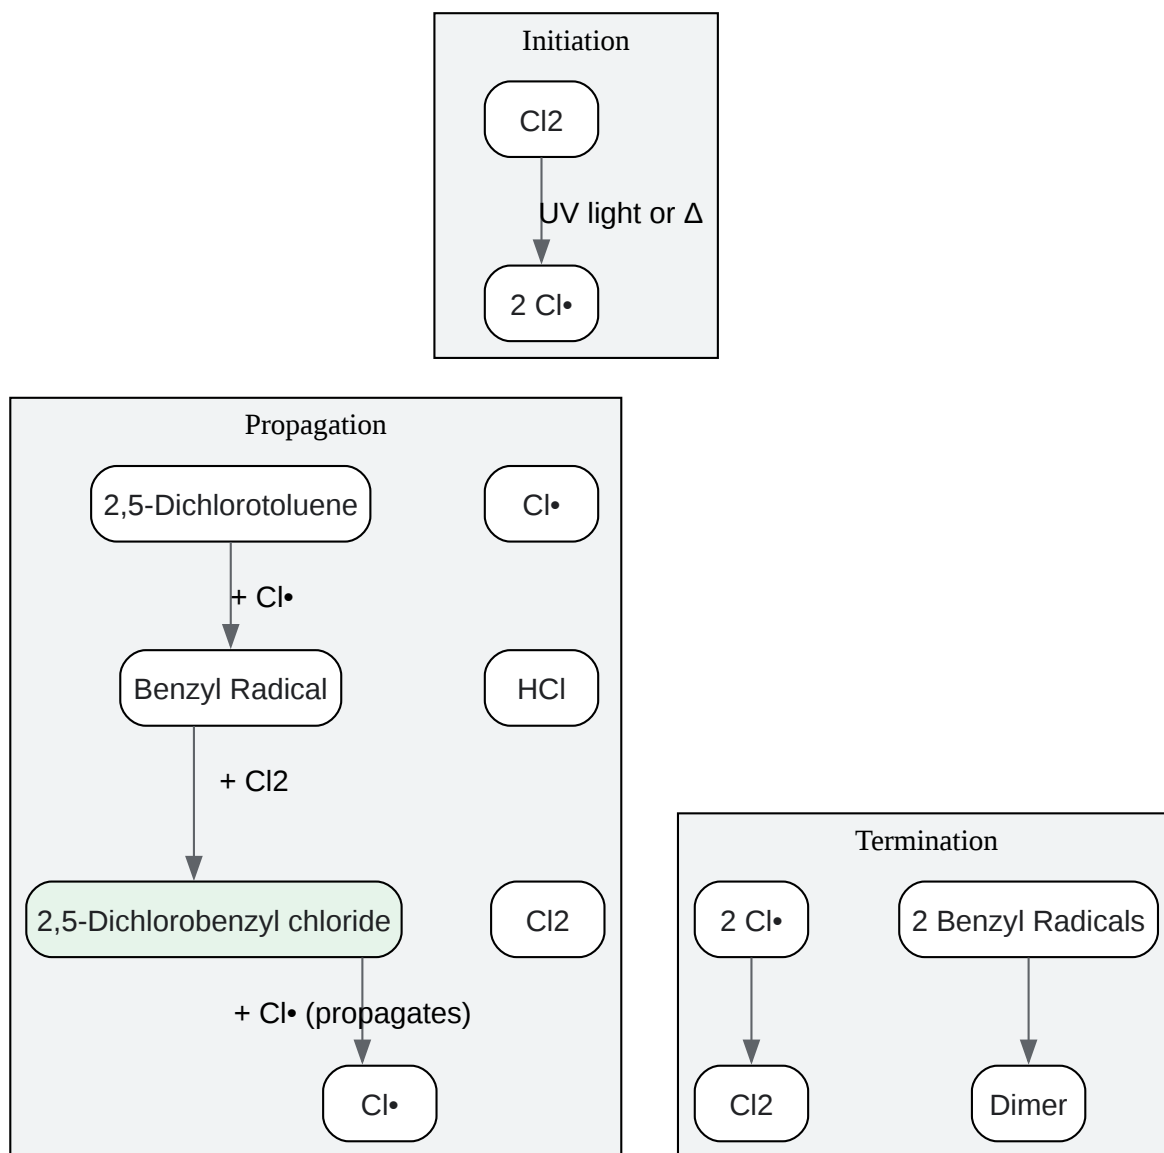 Initiation
Cl2
UV light or Δ
2 Cl•
Propagation
2,5-Dichlorotoluene
Cl•
+ Cl•
Benzyl Radical
HCl
+ Cl2
2,5-Dichlorobenzyl chloride
Cl2
+ Cl• (propagates)
Cl•
Termination
2 Cl•
2 Benzyl Radicals
Cl2
Dimer